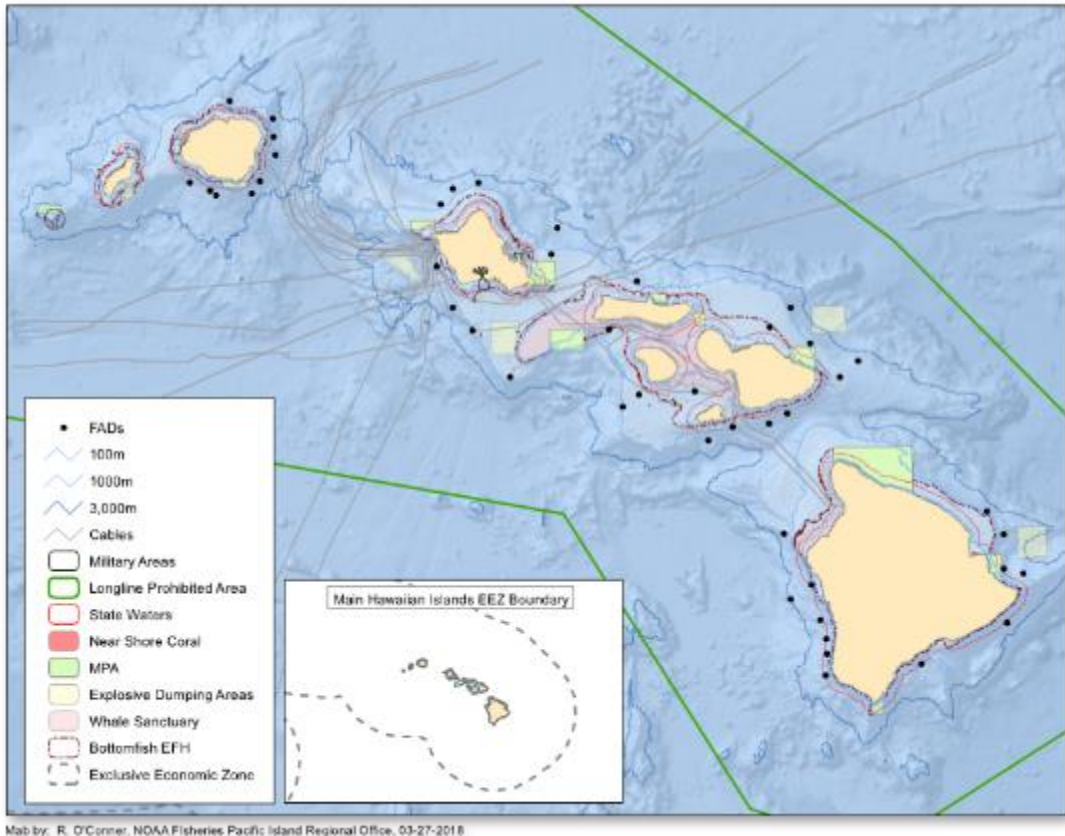 FADs
100m
1000m
3,000m
Cables
Military Areas
Longline Prohibited Area
State Waters
Near Shore Coral
MPA
Explosive Dumping Areas
Whale Sanctuary
Bottomfish EFH
Exclusive Economic Zone
Main Hawaiian Islands EEZ Boundary
Mab by: R. O'Conner, NOAA Fisheries Pacific Island Regional Office, 03-27-2018